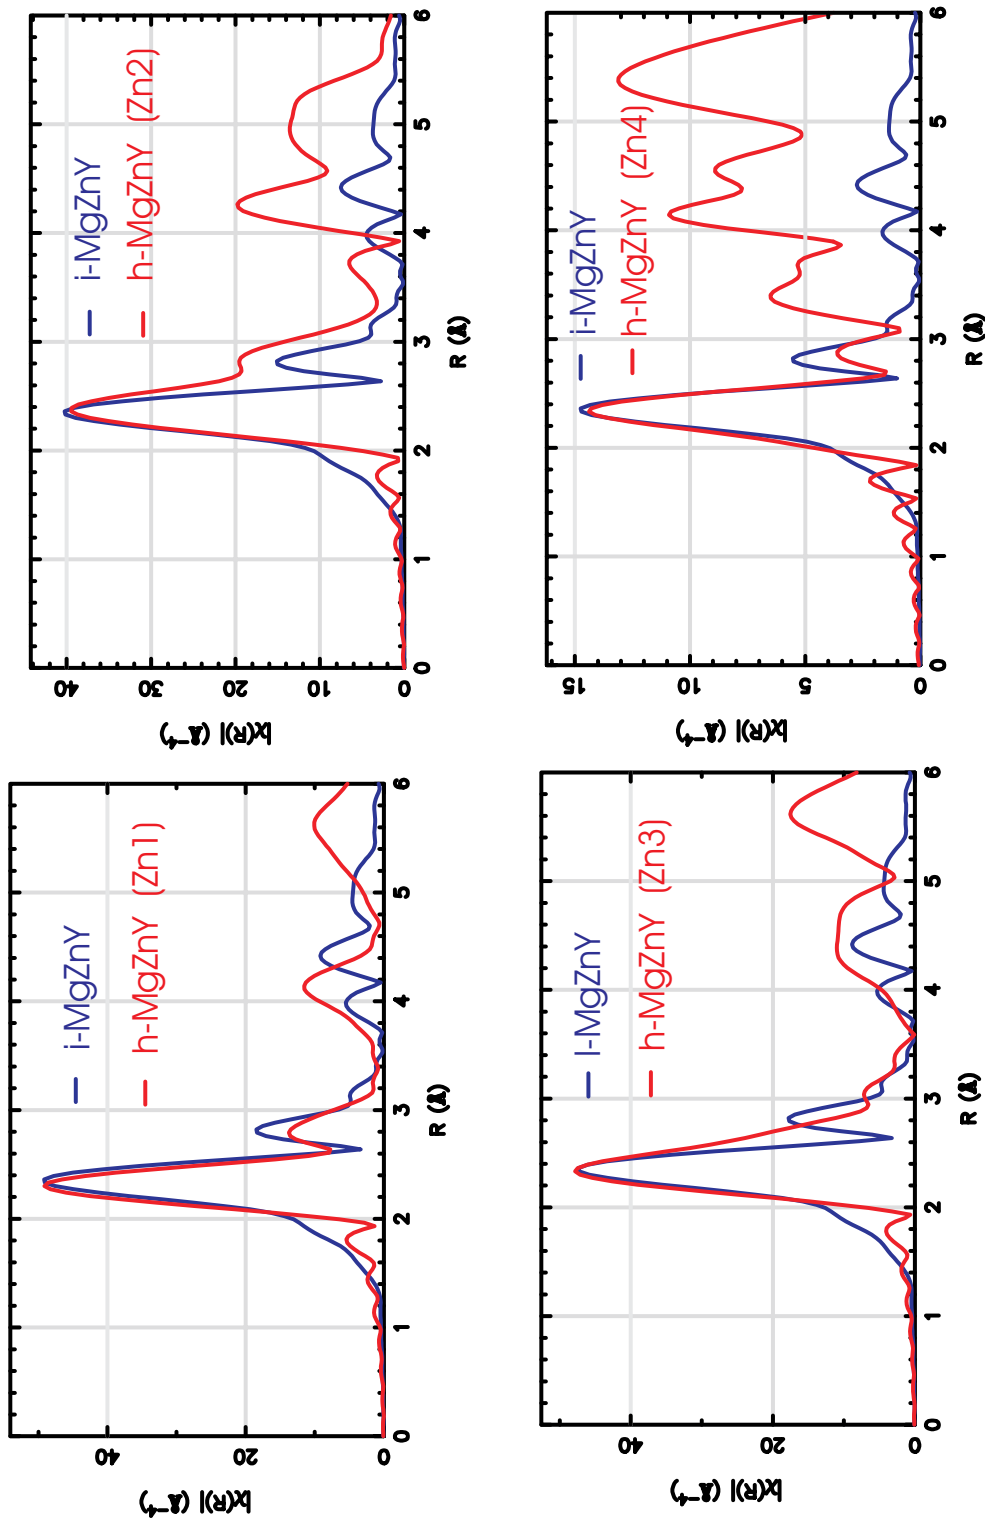 i-MgZnY
h-MgZnY (Zn1)
|χ(R)| (Å⁻⁴)
40
20
0
0 1 2 3 4 5 6
R (Å)
i-MgZnY
h-MgZnY (Zn2)
|χ(R)| (Å⁻⁴)
40
30
20
10
0
0 1 2 3 4 5 6
R (Å)
I-MgZnY
h-MgZnY (Zn3)
|χ(R)| (Å⁻⁴)
40
20
0
0 1 2 3 4 5 6
R (Å)
i-MgZnY
h-MgZnY (Zn4)
|χ(R)| (Å⁻⁴)
15
10
5
0
0 1 2 3 4 5 6
R (Å)